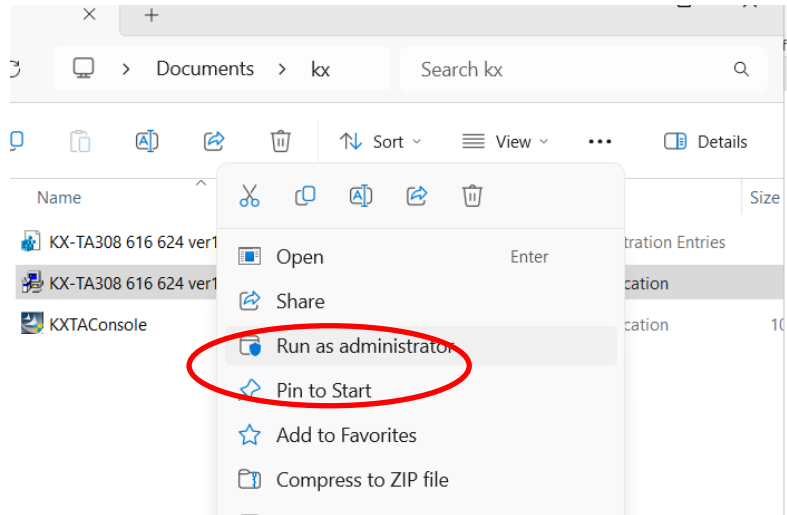 Documents > kx
Search kx
Sort
View
Details
Name
Size
KX-TA308 616 624 ver1
tration Entries
KX-TA308 616 624 ver1
cation
KXTAConsole
cation
10
Open Enter
Share
Run as administrator
Pin to Start
Add to Favorites
Compress to ZIP file